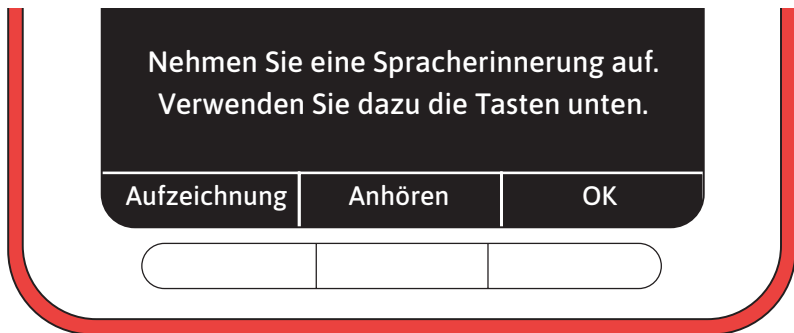 Nehmen Sie eine Spracherinnerung auf.
Verwenden Sie dazu die Tasten unten.
Aufzeichnung Anhören OK